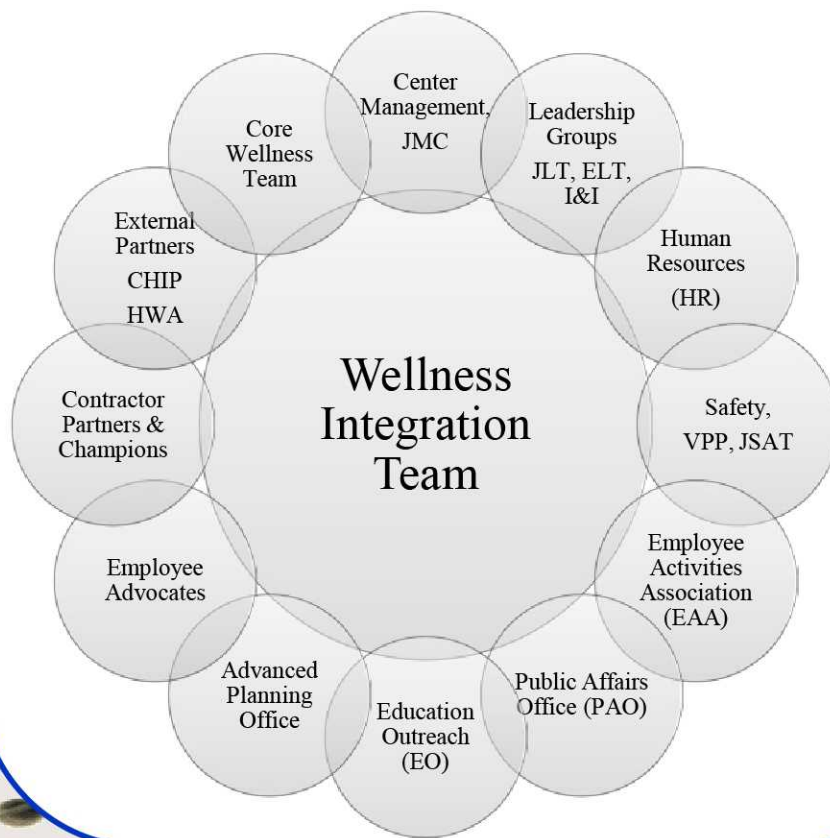 Center
Management,
JMC
Leadership
Groups
JLT, ELT,
I&I
Human
Resources
(HR)
Safety,
VPP, JSAT
Employee
Activities
Association
(EAA)
Public Affairs
Office (PAO)
Education
Outreach
(EO)
Advanced
Planning
Office
Employee
Advocates
Contractor
Partners &
Champions
External
Partners
CHIP
HWA
Core
Wellness
Team
Wellness
Integration
Team